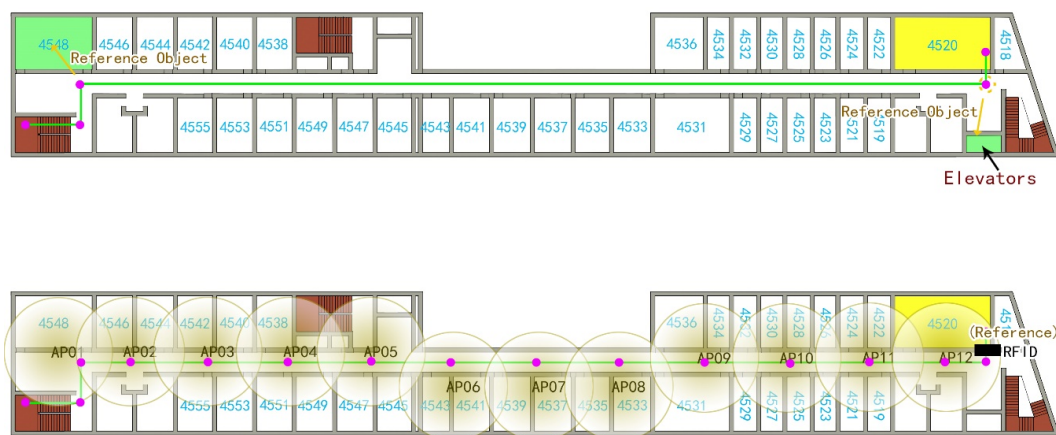 4548 4546 4544 4542 4540 4538 4536 4534 4532 4530 4528 4526 4524 4522 4520 4518
Reference Object
Reference Object
4555 4553 4551 4549 4547 4545 4543 4541 4539 4537 4535 4533 4531 4529 4527 4525 4523 4521 4519
Elevators
4548 4546 4544 4542 4540 4538 4536 4534 4530 4528 4524 4522 4520
(Reference)
AP0 AP02 AP03 AP04 AP05 AP09 AP10 AP11 AP12 RFID
AP06 AP07 AP08
4555 4553 4551 4549 4547 4545 4543 4541 4539 4537 4535 4533 4531 4529 4527 4525 4523 4521 4519